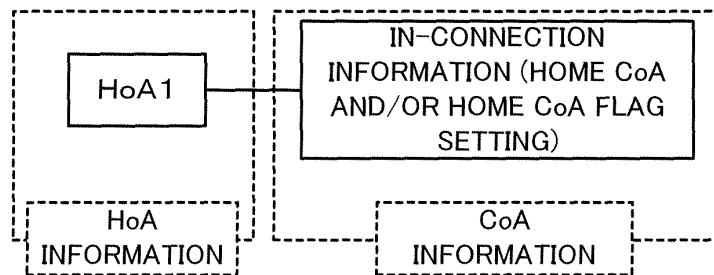 HoA1
IN-CONNECTION
INFORMATION (HOME CoA
AND/OR HOME CoA FLAG
SETTING)
HoA
INFORMATION
CoA
INFORMATION